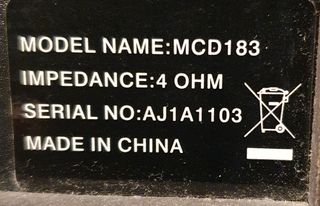 MODEL NAME:MCD183
IMPEDANCE:4 OHM
SERIAL NO:AJ1A1103
MADE IN CHINA